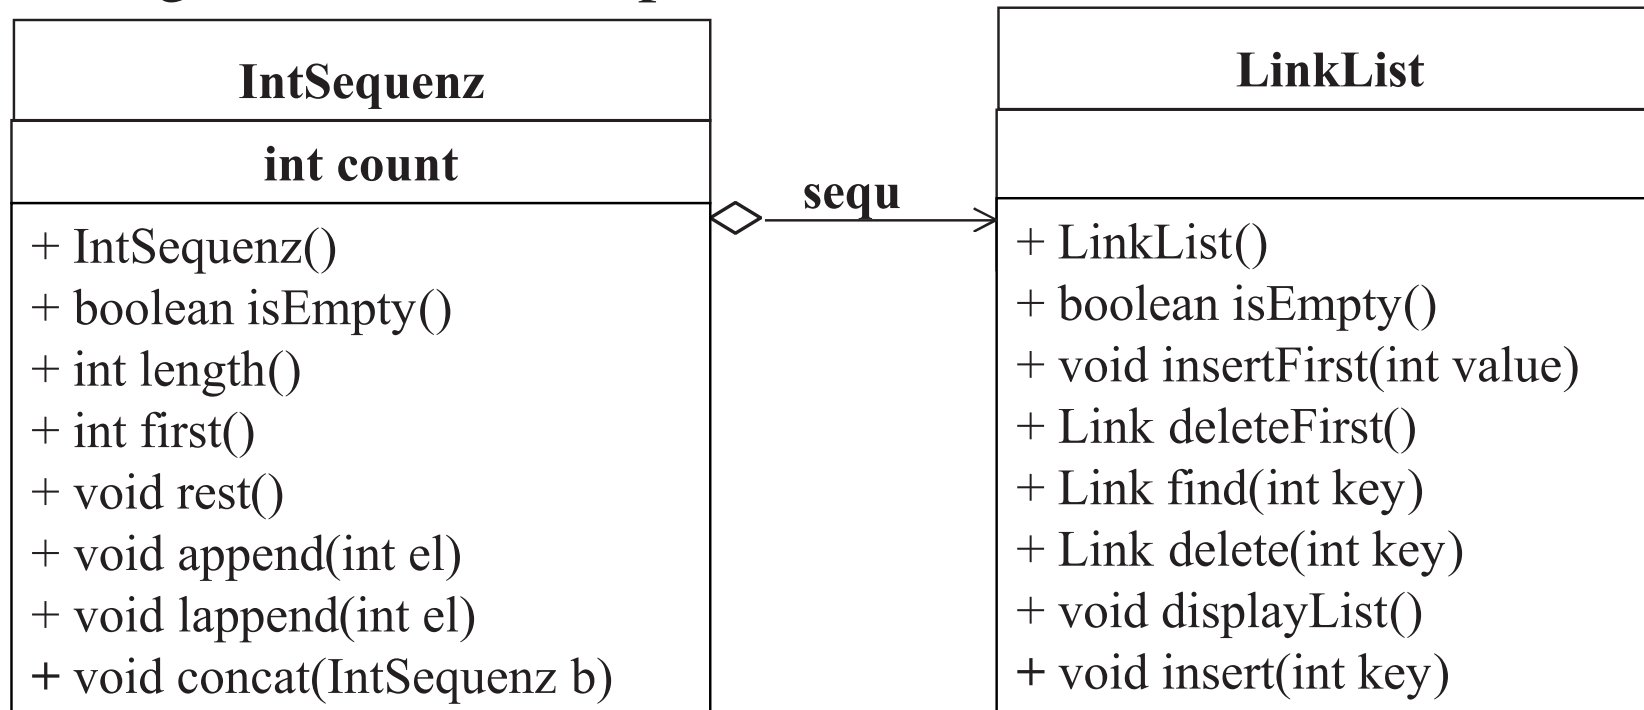 IntSequenz
int count
+ IntSequenz()
+ boolean isEmpty()
+ int length()
+ int first()
+ void rest()
+ void append(int el)
+ void lappend(int el)
+ void concat(IntSequenz b)
sequ
LinkList
+ LinkList()
+ boolean isEmpty()
+ void insertFirst(int value)
+ Link deleteFirst()
+ Link find(int key)
+ Link delete(int key)
+ void displayList()
+ void insert(int key)